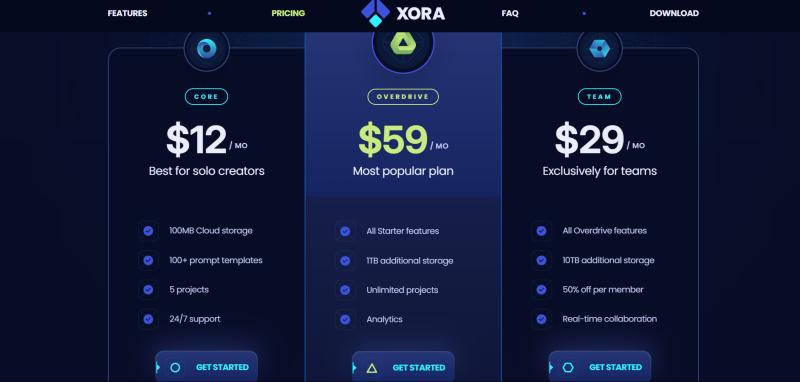 FEATURES
PRICING
XORA
FAQ
DOWNLOAD
CORE
$12 / MO
Best for solo creators
100MB Cloud storage
100+ prompt templates
5 projects
24/7 support
GET STARTED
OVERDRIVE
$59 / MO
Most popular plan
All Starter features
1TB additional storage
Unlimited projects
Analytics
GET STARTED
TEAM
$29 / MO
Exclusively for teams
All Overdrive features
10TB additional storage
50% off per member
Real-time collaboration
GET STARTED